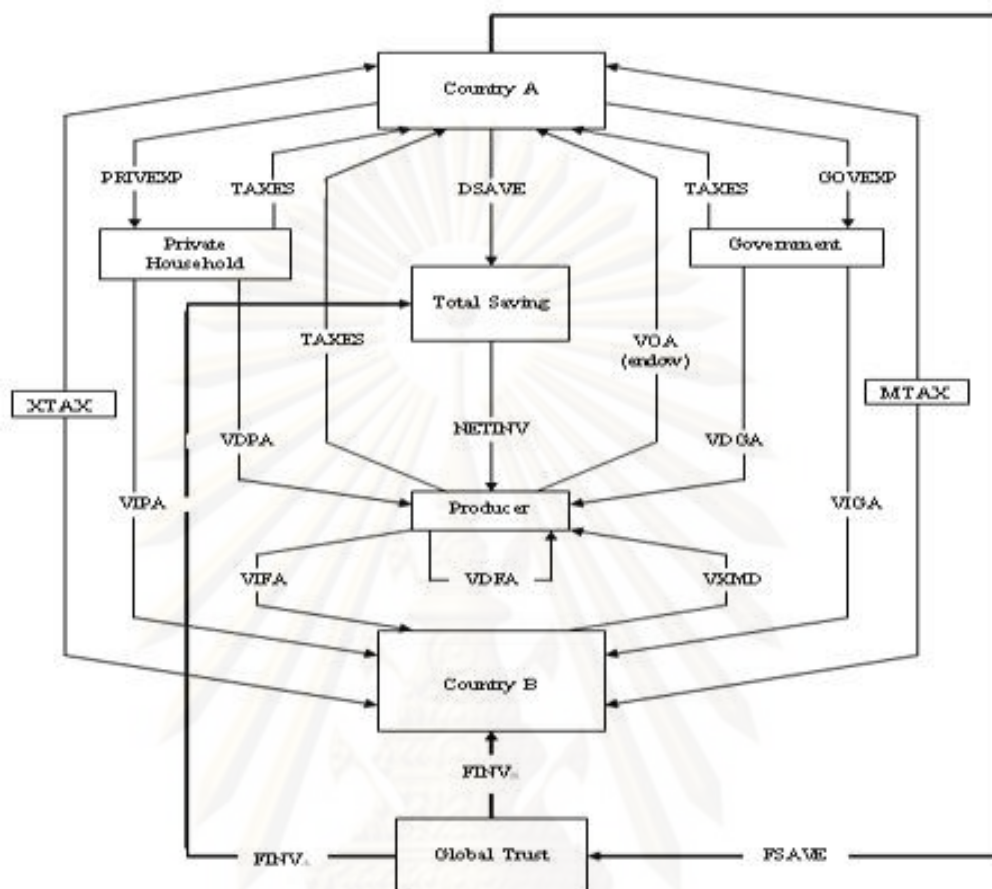 Country A
PRIVEXP
TAXES
DSAVE
TAXES
GOVEXP
Private
Household
Government
Total Saving
TAXES
VOA
(endow)
XTAX
MTAX
VDPA
NETINV
VDGA
VIPA
Producer
VIGA
VIFA
VDFA
VXMD
Country B
FINV
FINV
Global Trust
FSAVE